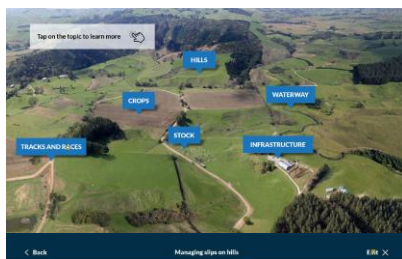 Tap on the topic to learn more
HILLS
CROPS
WATERWAY
STOCK
TRACKS AND RACES
INFRASTRUCTURE
< Back
Managing slips on hills
Exit ×